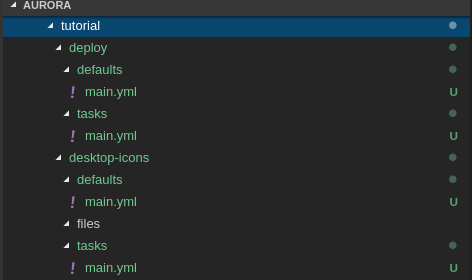 AURORA
tutorial
deploy
defaults
! main.yml U
tasks
! main.yml U
desktop-icons
defaults
! main.yml U
files
tasks
! main.yml U